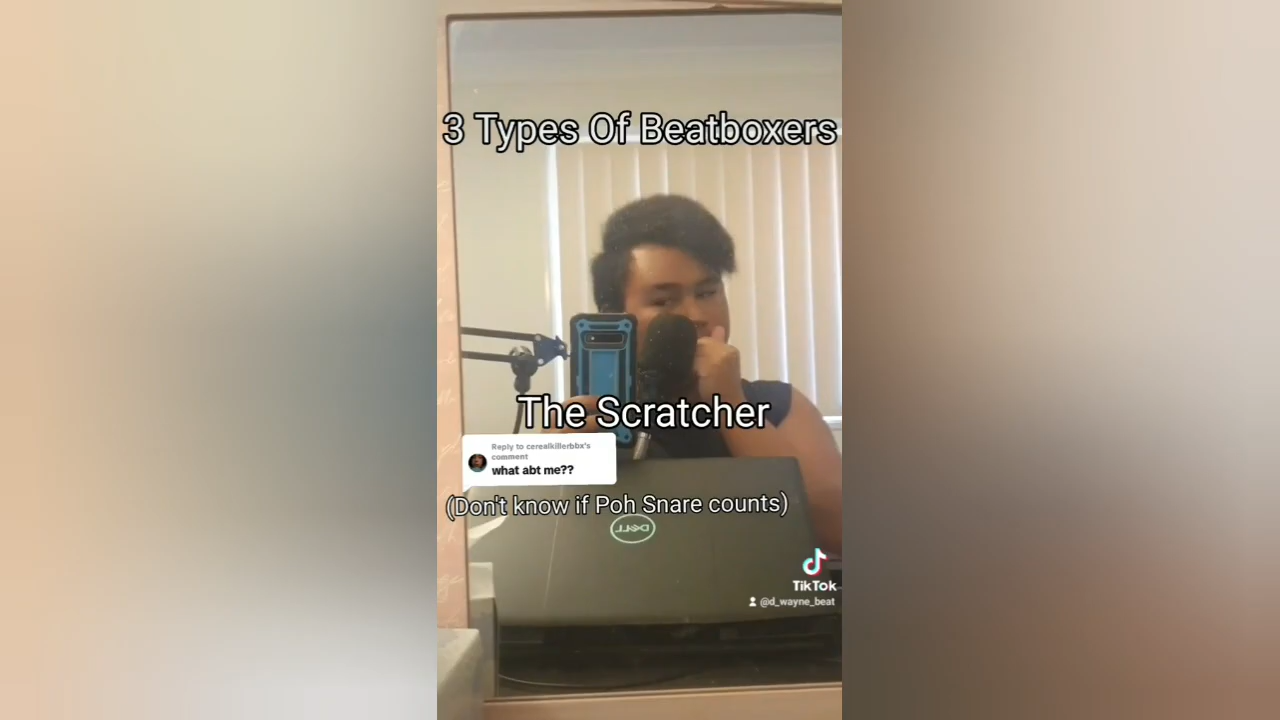 3 Types Of Beatboxers
The Scratcher
Reply to cerealkillerbbx's
comment
what abt me??
(Don't know if Poh Snare counts)
DELL
TikTok
@d_wayne_beat